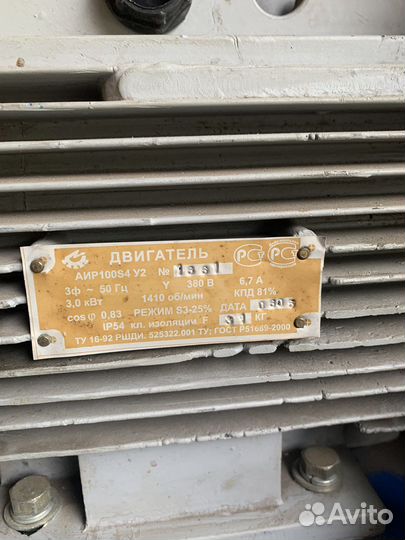 ДВИГАТЕЛЬ
АИР100S4 У2 № 1551
3ф ~ 50 Гц Y 380 В 6,7 А
3,0 кВт 1410 об/мин КПД 81%
cos φ 0,83 РЕЖИМ S3-25% ДАТА 0505
IP54 кл. изоляции F КГ
ТУ 16-92 РШДИ. 525322.001 ТУ; ГОСТ Р51689-2000
Avito